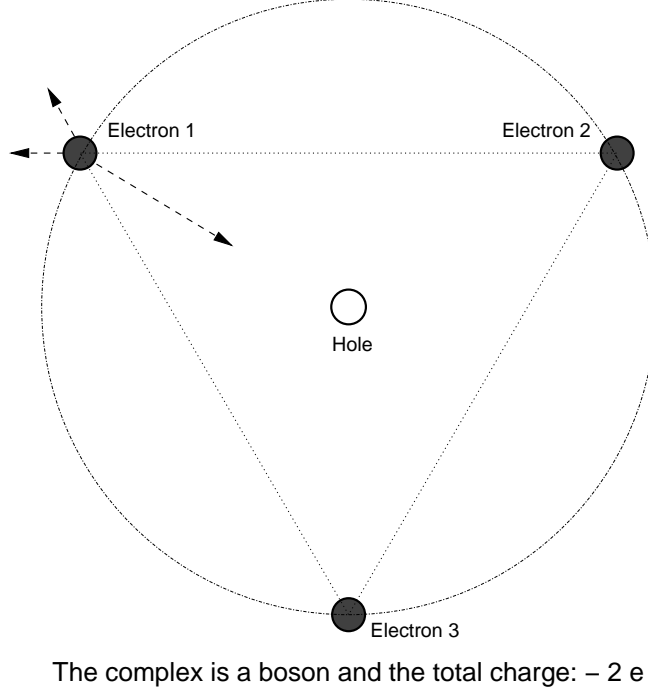 Electron 1
Electron 2
Hole
Electron 3
The complex is a boson and the total charge: – 2 e